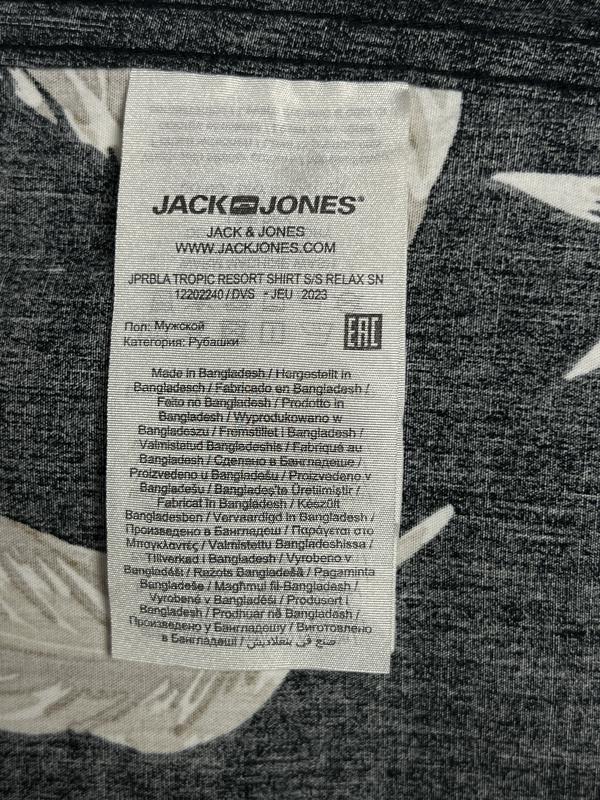 JACK JONES®
JACK & JONES
WWW.JACKJONES.COM
JPRBLA TROPIC RESORT SHIRT S/S RELAX SN
12202240/DVS - JEU 2023
Пол: Мужской
Категория: Рубашки
EAC
Made in Bangladesh / Hergestellt in
Bangladesch / Fabricado en Bangladesh /
Feito no Bangladesh / Prodotto in
Bangladesh / Wyprodukowano w
Bangladeszu / Fremstillet i Bangladesh /
Valmistatud Bangladeshis / Fabriqué au
Bangladesh / Сделано в Бангладеше /
Proizvedeno u Bangladešu / Proizvedeno v
Bangladešu / Bangladeş'te Üretilmiştir /
Fabricat în Bangladesh / Készült
Bangladesben / Vervaardigd in Bangladesh /
Произведено в Бангладеш / Παράγεται στο
Μπαγκλαντές / Valmistettu Bangladeshissa /
Tillverkad i Bangladesh / Vyrobeno v
Bangladéši / Ražots Bangladešā / Pagaminta
Bangladeše / Magħmul fil-Bangladesh /
Vyrobené v Bangladéši / Produsert i
Bangladesh / Prodhuar në Bangladesh /
Произведено у Бангладешу / Виготовлено
в Бангладеші / صنع في بنغلاديش